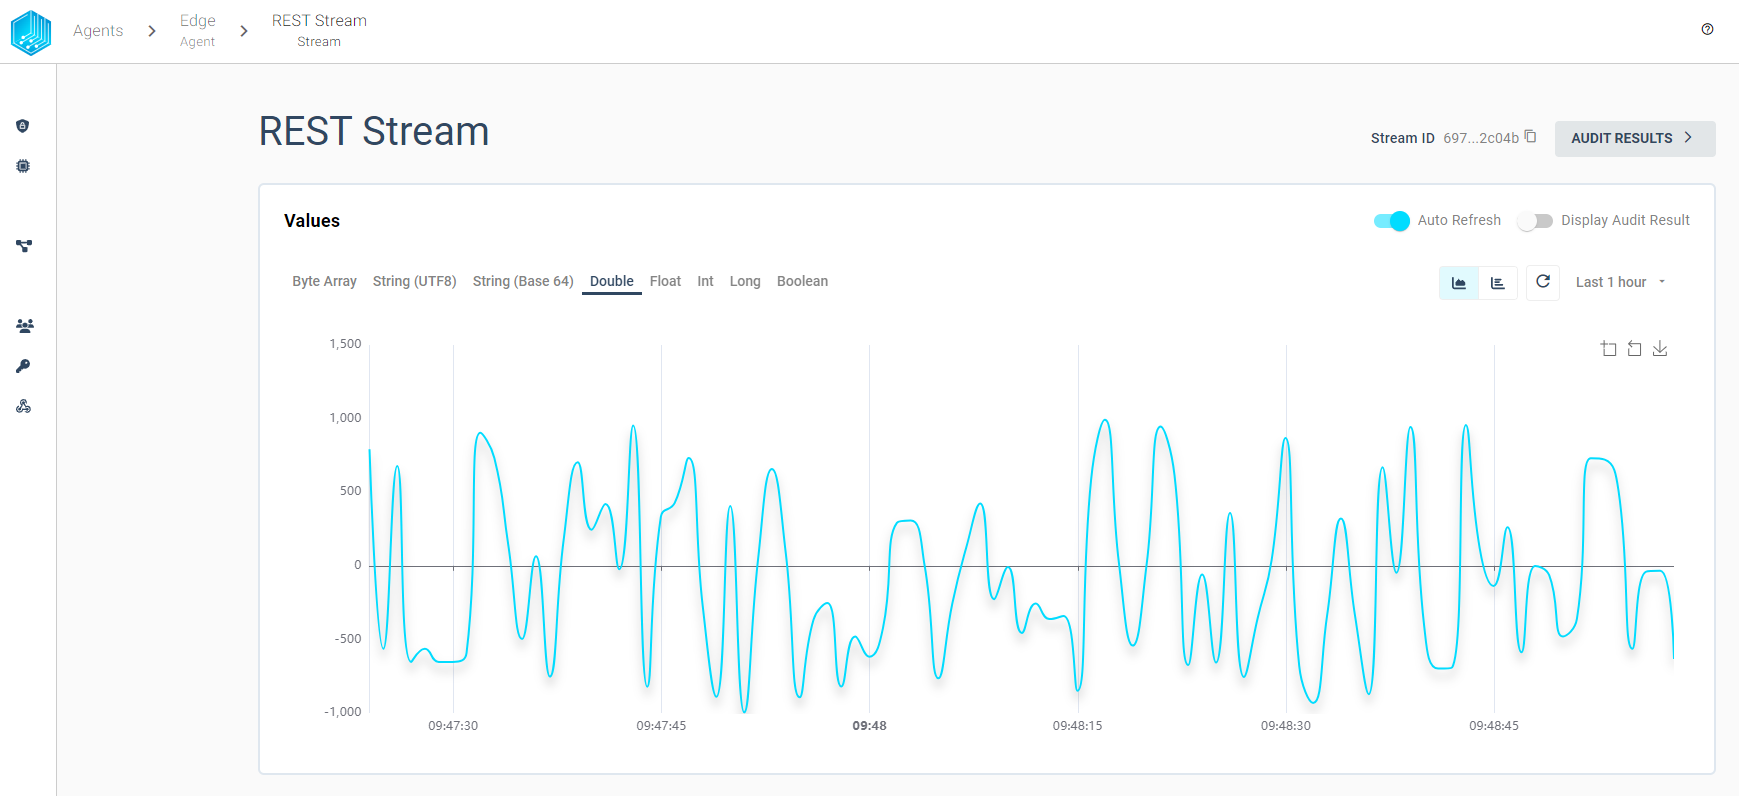 Agents
Edge
Agent
REST Stream
Stream
REST Stream
Stream ID 697...2c04b
AUDIT RESULTS
Values
Auto Refresh
Display Audit Result
Byte Array String (UTF8) String (Base 64) Double Float Int Long Boolean
Last 1 hour
1,500
1,000
500
0
-500
-1,000
09:47:30 09:47:45 09:48 09:48:15 09:48:30 09:48:45